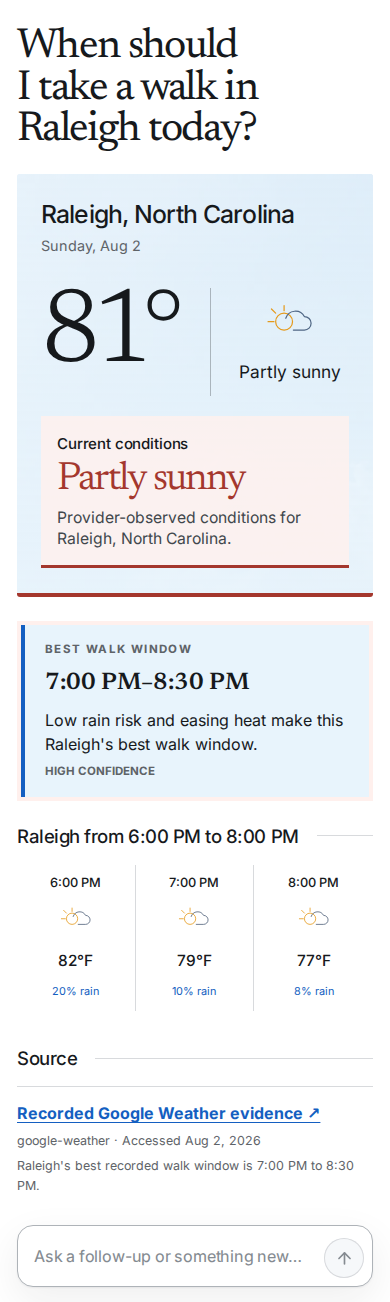 When should
I take a walk in
Raleigh today?
Raleigh, North Carolina
Sunday, Aug 2
81°
Partly sunny
Current conditions
Partly sunny
Provider-observed conditions for
Raleigh, North Carolina.
BEST WALK WINDOW
7:00 PM–8:30 PM
Low rain risk and easing heat make this
Raleigh's best walk window.
HIGH CONFIDENCE
Raleigh from 6:00 PM to 8:00 PM
6:00 PM
82°F
20% rain
7:00 PM
79°F
10% rain
8:00 PM
77°F
8% rain
Source
Recorded Google Weather evidence ↗
google-weather · Accessed Aug 2, 2026
Raleigh's best recorded walk window is 7:00 PM to 8:30
PM.
Ask a follow-up or something new...